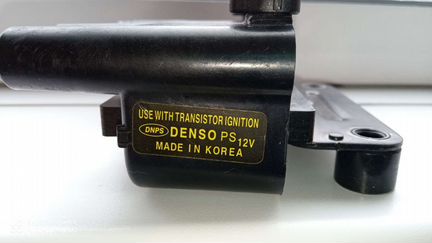 USE WITH TRANSISTOR IGNITION
DNPS DENSO PS 12V
MADE IN KOREA